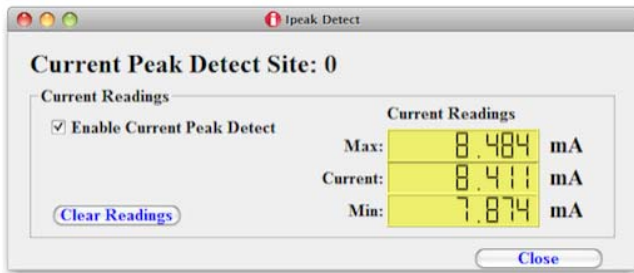 Ipeak Detect
Current Peak Detect Site: 0
Current Readings
Enable Current Peak Detect
Current Readings
Max: 8.484 mA
Current: 8.411 mA
Clear Readings
Min: 7.874 mA
Close